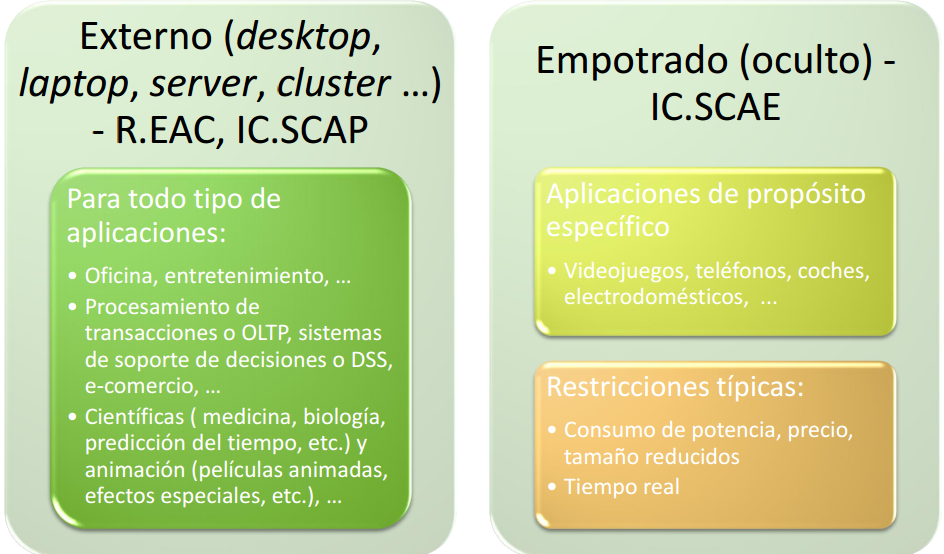 Externo (desktop,
laptop, server, cluster …)
- R.EAC, IC.SCAP
Para todo tipo de
aplicaciones:
• Oficina, entretenimiento, …
• Procesamiento de
transacciones o OLTP, sistemas
de soporte de decisiones o DSS,
e-comercio, …
• Científicas ( medicina, biología,
predicción del tiempo, etc.) y
animación (películas animadas,
efectos especiales, etc.), …
Empotrado (oculto) -
IC.SCAE
Aplicaciones de propósito
específico
• Videojuegos, teléfonos, coches,
electrodomésticos, ...
Restricciones típicas:
• Consumo de potencia, precio,
tamaño reducidos
• Tiempo real